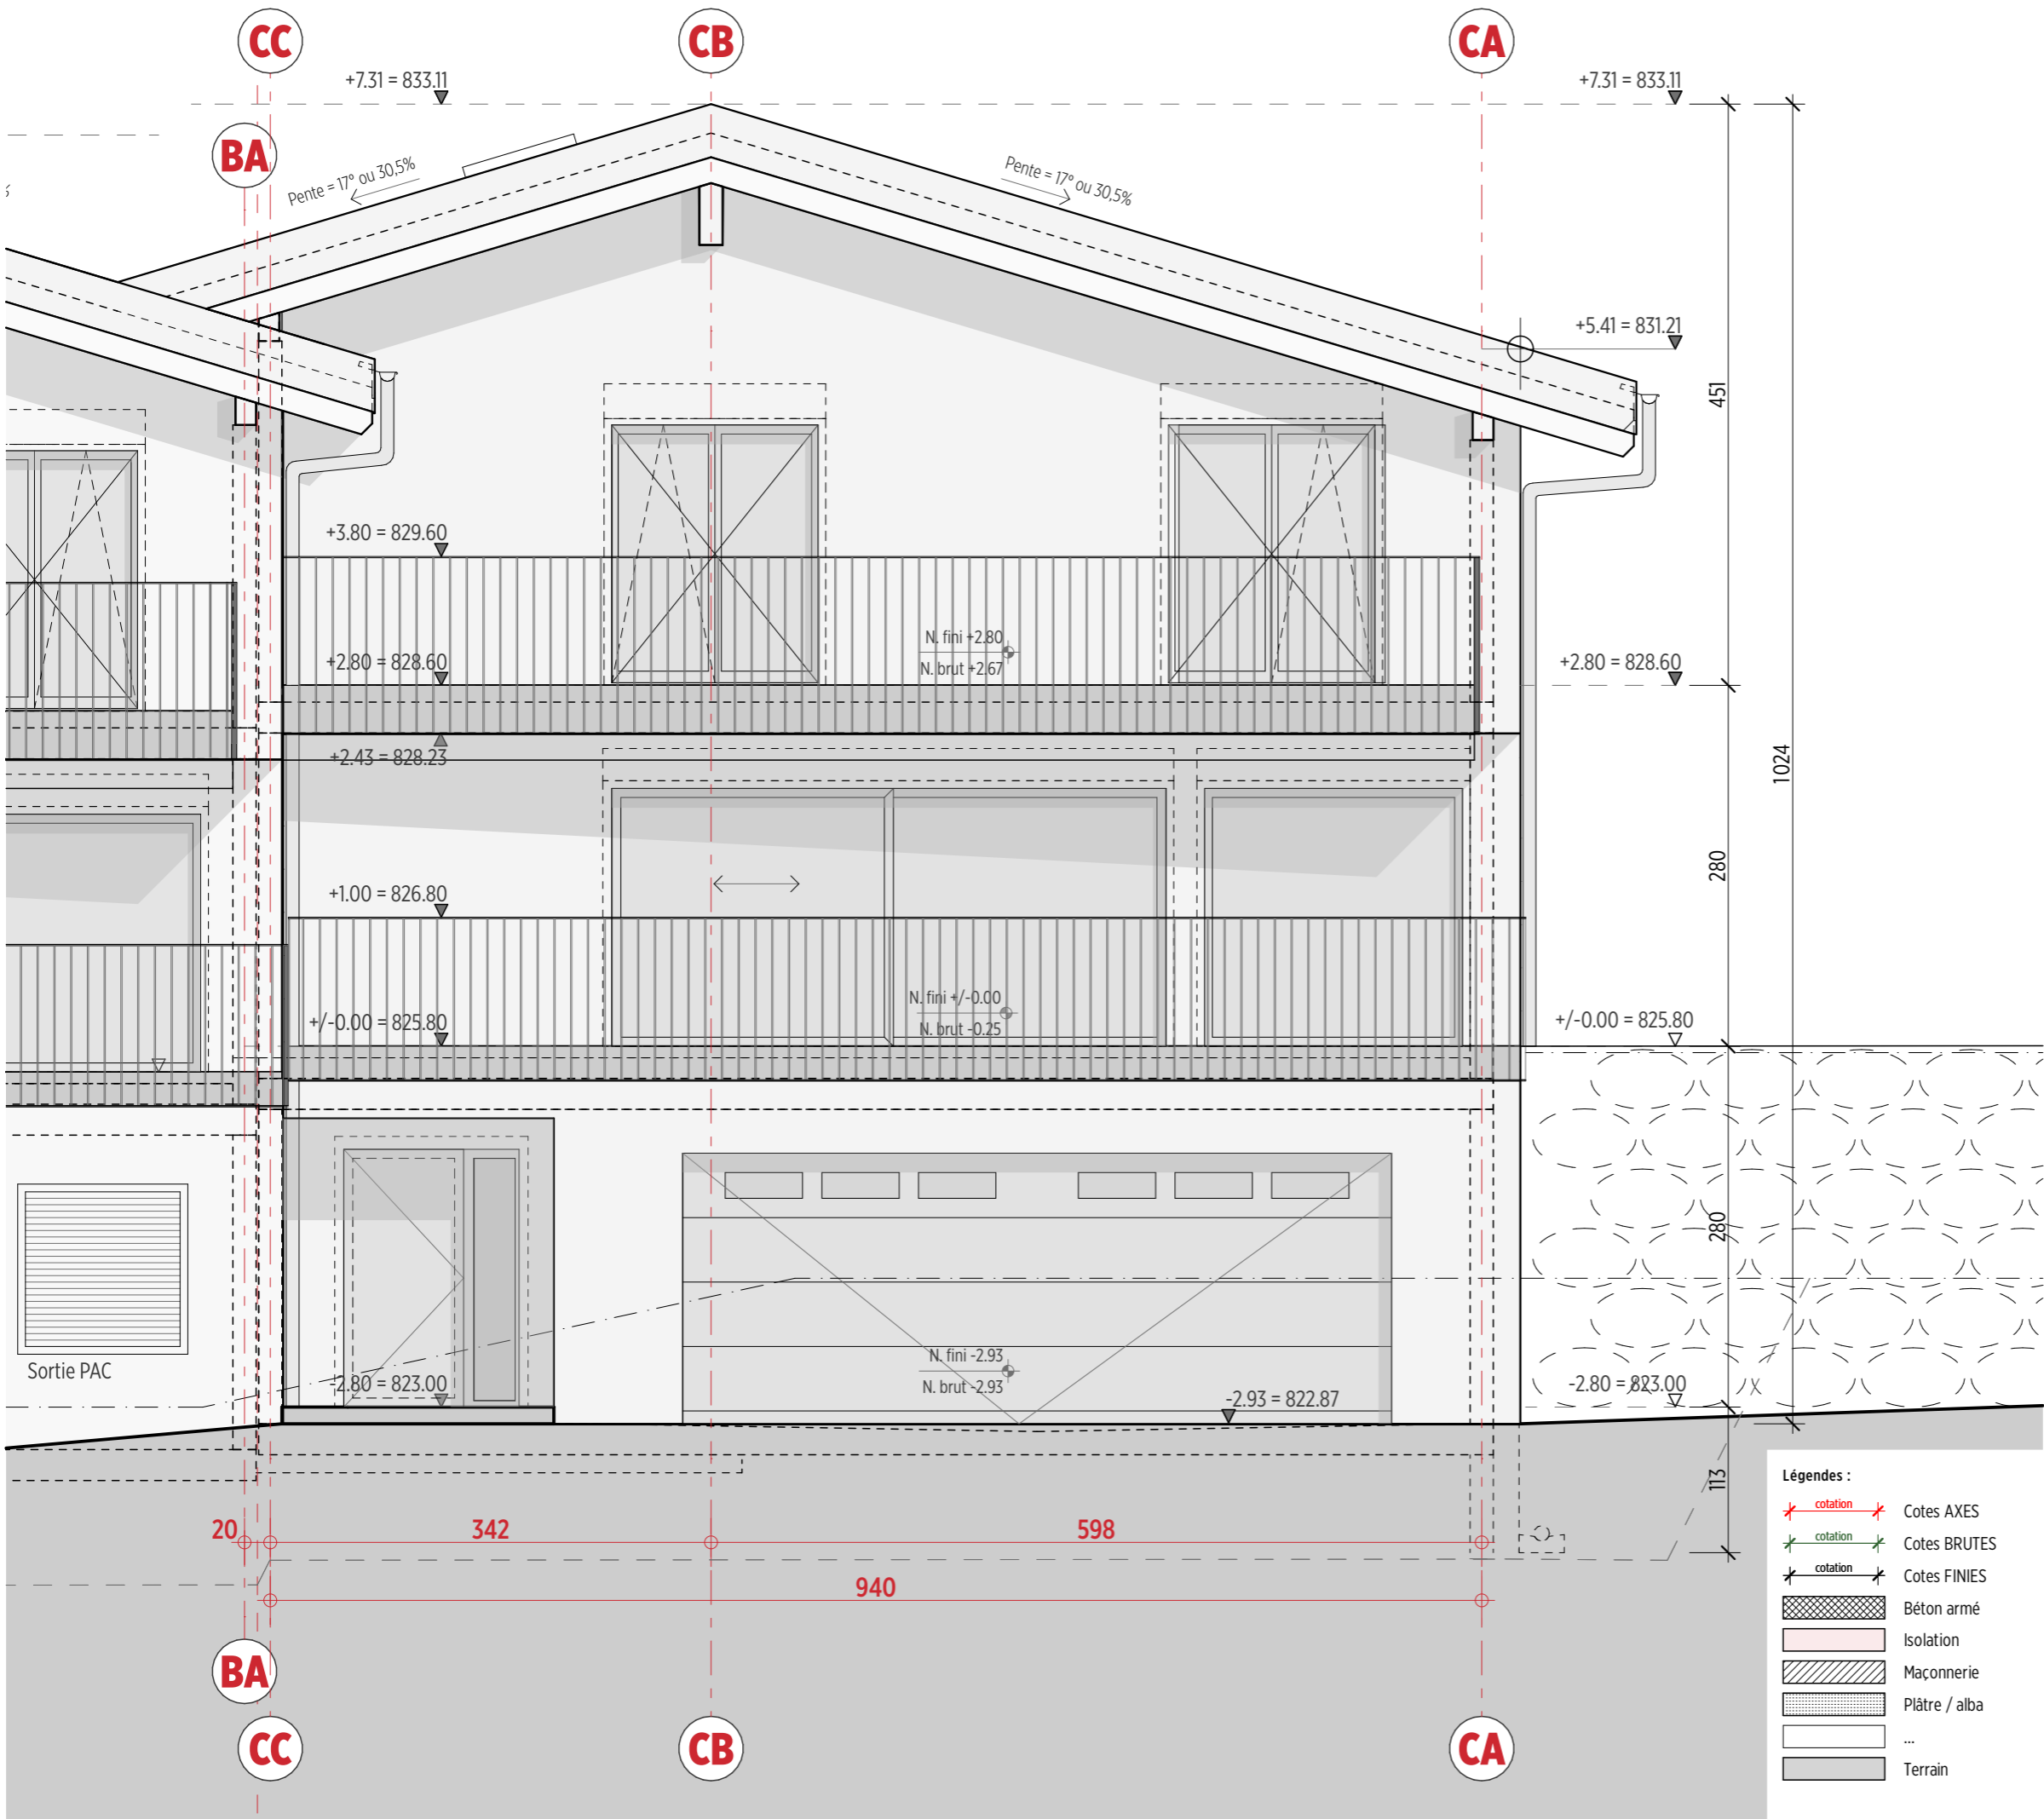 CC
CB
CA
+7.31 = 833.11
+7.31 = 833.11
BA
Pente = 17° ou 30,5%
Pente = 17° ou 30,5%
%
+5.41 = 831.21
451
+3.80 = 829.60
N. fini +2.80
N. brut +2.67
+2.80 = 828.60
+2.80 = 828.60
+2.43 = 828.23
1024
280
+1.00 = 826.80
N. fini +/-0.00
N. brut -0.25
+/-0.00 = 825.80
+/-0.00 = 825.80
280
Sortie PAC
N. fini -2.93
N. brut -2.93
-2.80 = 823.00
-2.93 = 822.87
-2.80 = 823.00
113
Légendes :
cotation Cotes AXES
cotation Cotes BRUTES
cotation Cotes FINIES
Béton armé
Isolation
Maçonnerie
Plâtre / alba
...
Terrain
20
342
598
940
BA
CC
CB
CA